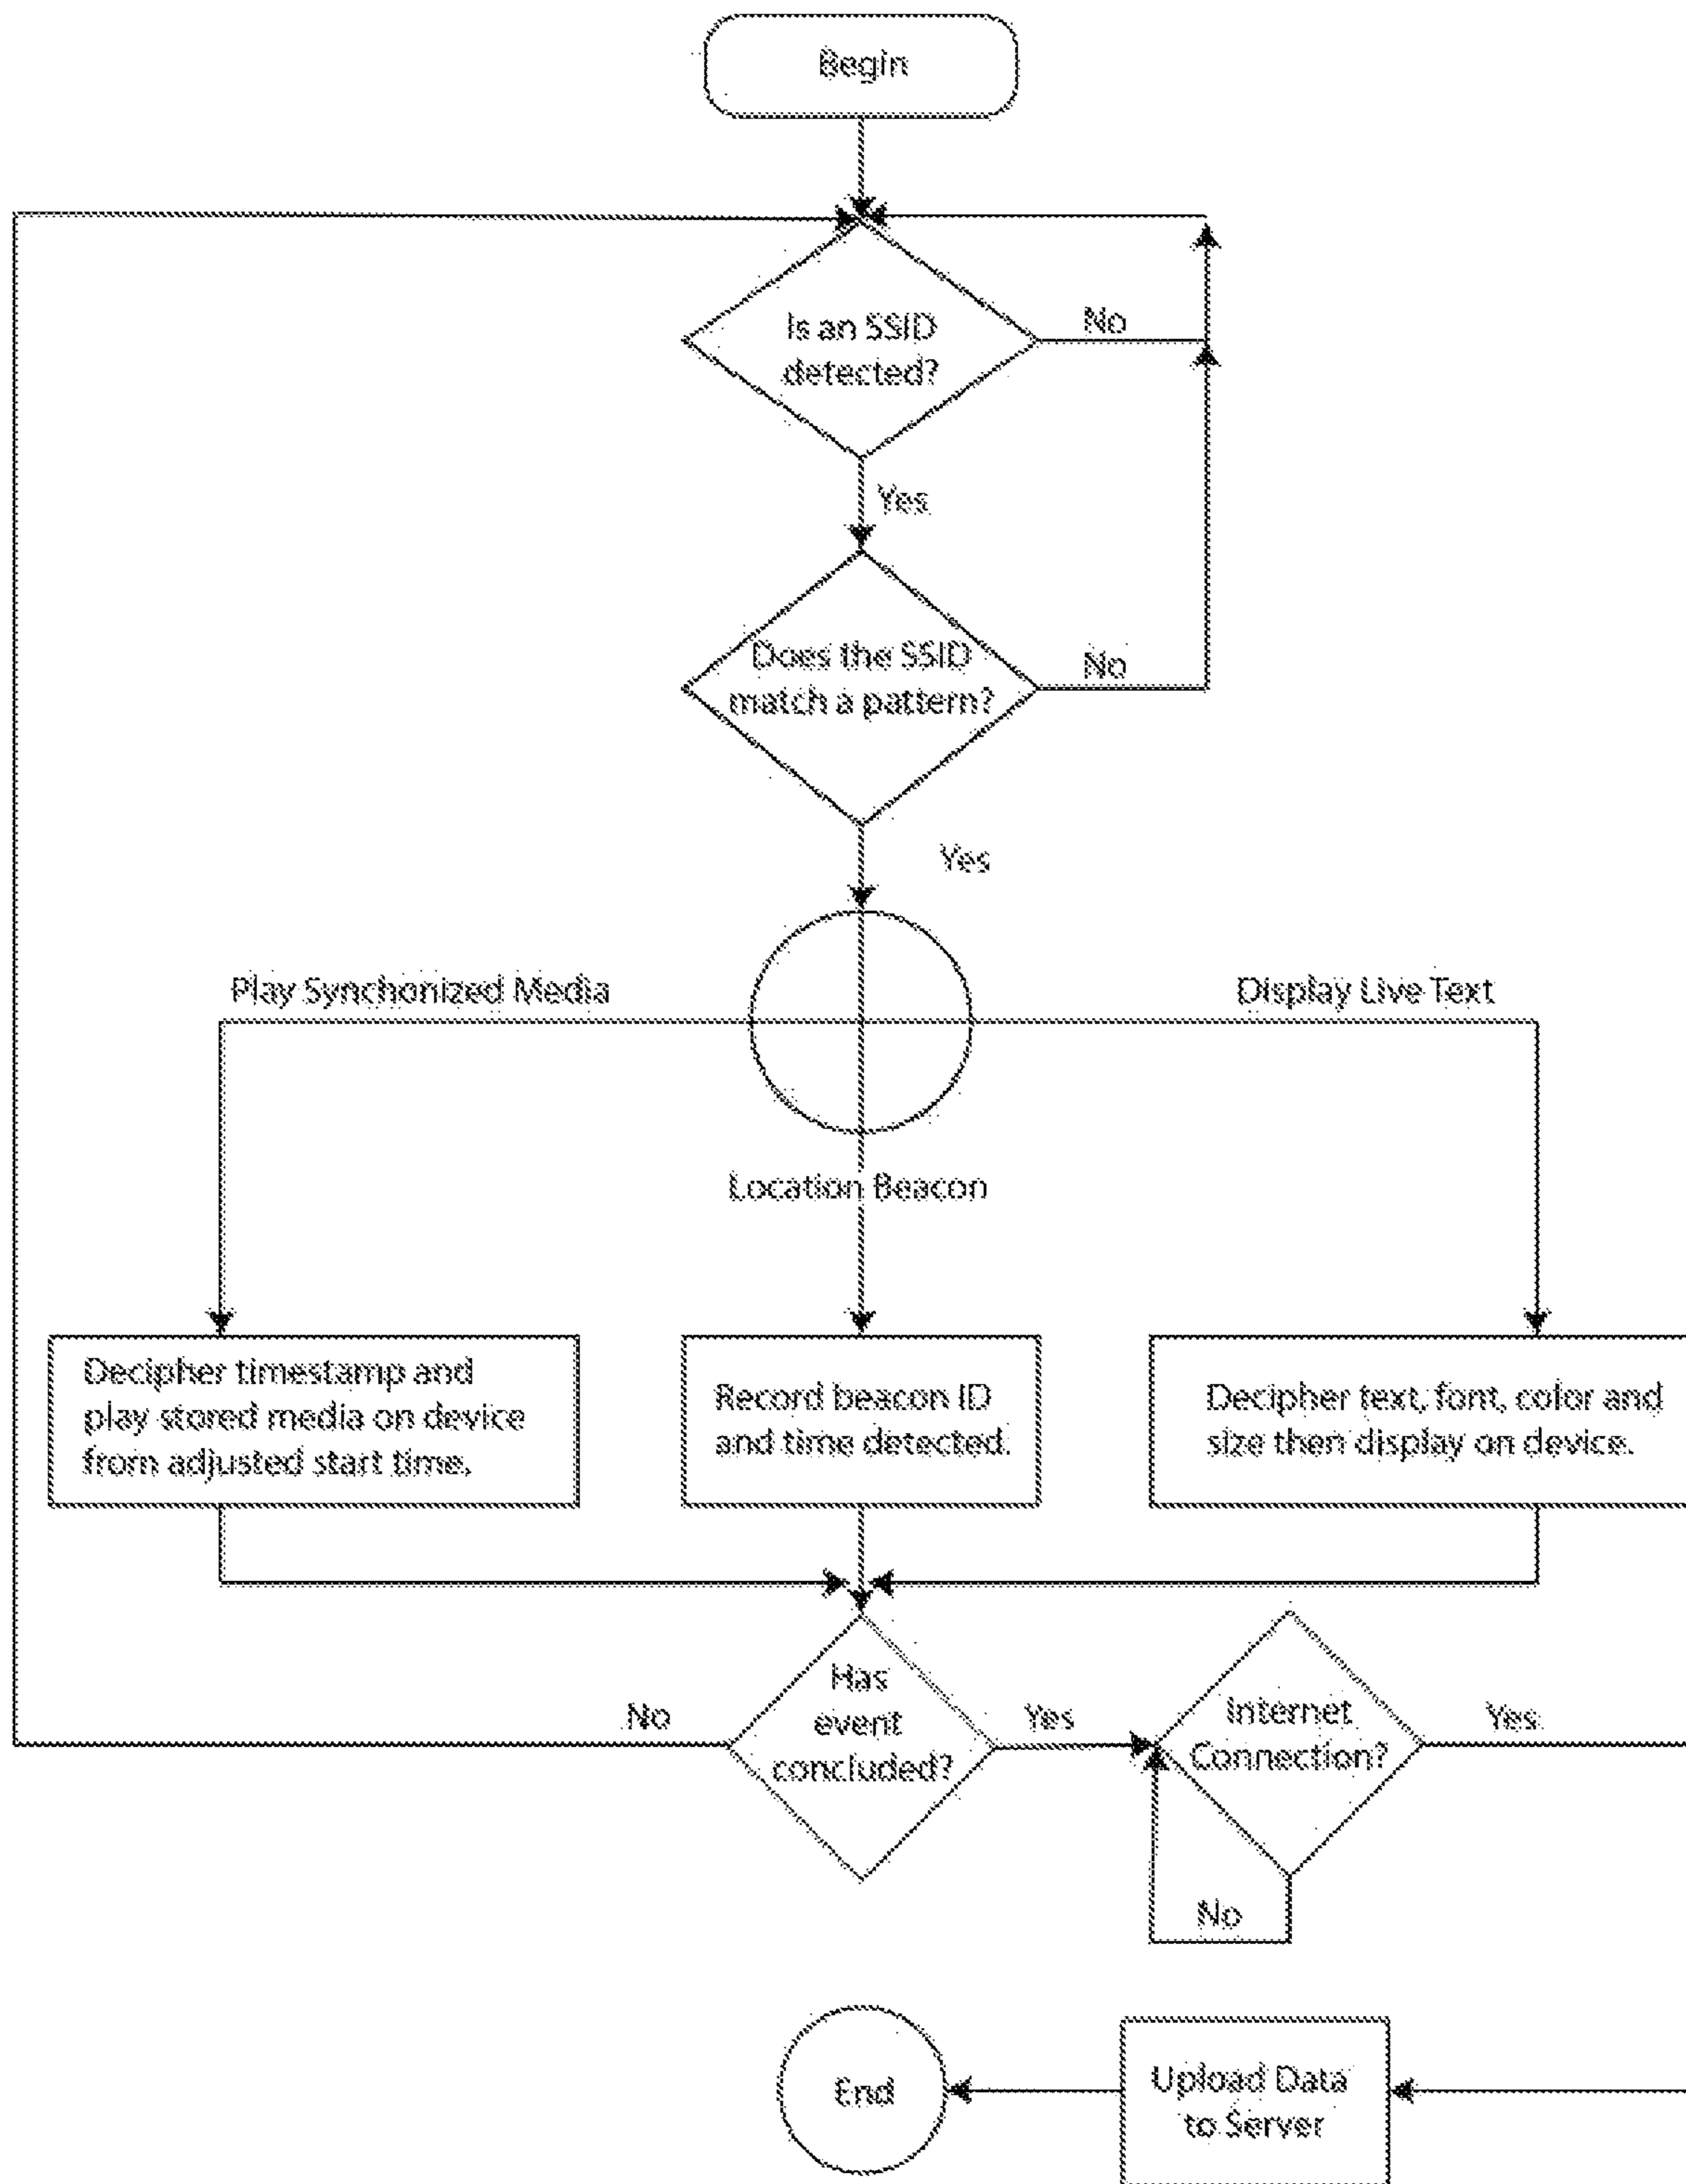 Begin
Is an SSID
detected?
No
Yes
Does the SSID
match a pattern?
No
Yes
Play Synchonized Media
Display Live Text
Location Beacon
Decipher timestamp and
play stored media on device
from adjusted start time.
Record beacon ID
and time detected.
Decipher text, font, color and
size then display on device.
No
Has
event
concluded?
Yes
Internet
Connection?
Yes
No
End
Upload Data
to Server